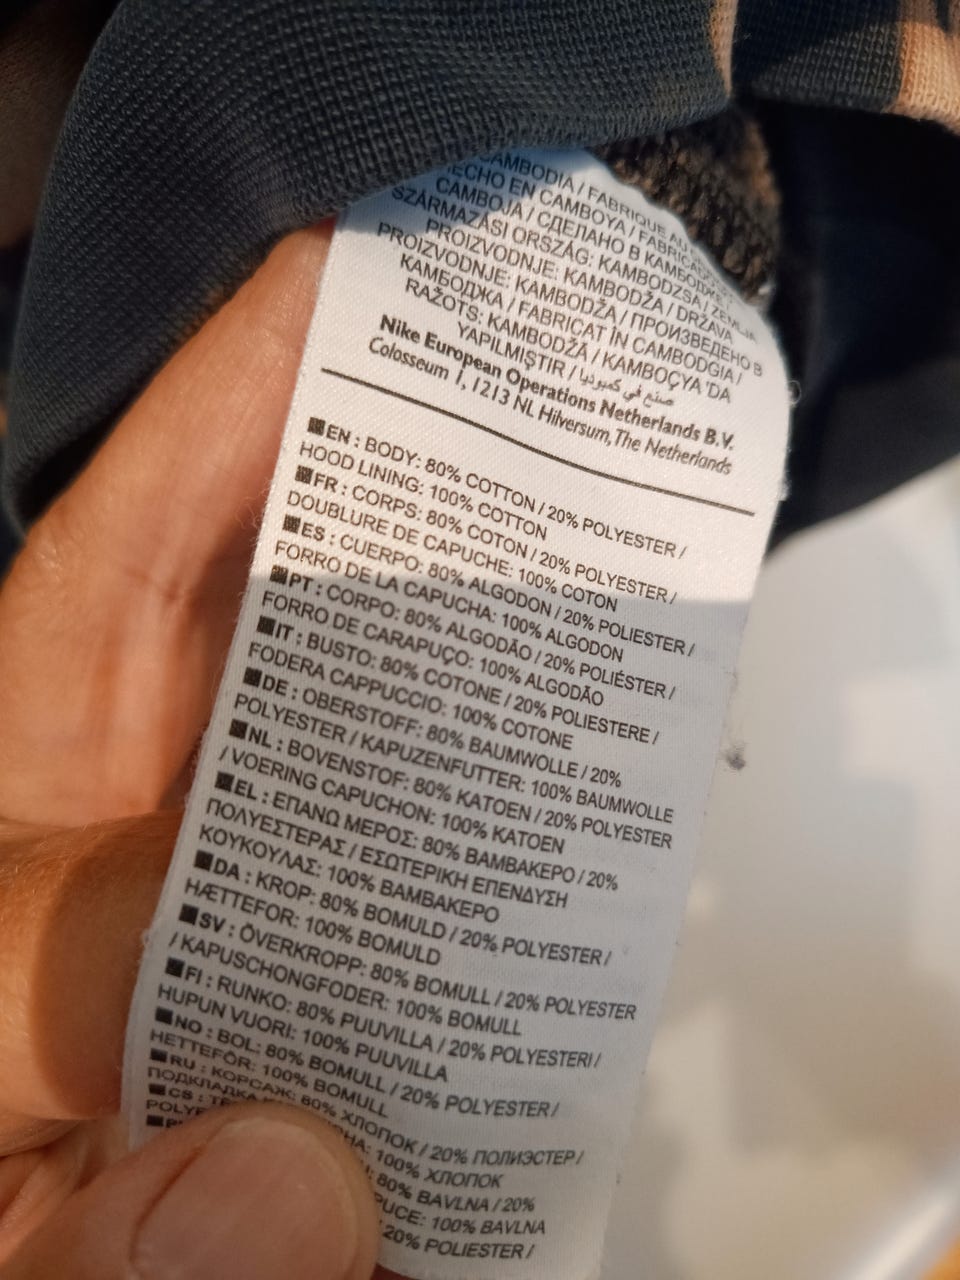 CAMBODIA / FABRIQUÉ AU
ECHO EN CAMBOYA /
CAMBOJA / СДЕЛАНО В КАМБОДЖЕ /
SZÁRMAZÁSI ORSZÁG: KAMBODZSA / ZEMLJA
PROIZVODNJE: KAMBODŽA / DRŽAVA
PROIZVODNJE: KAMBODŽA / ПРОИЗВЕДЕНО В
КАМБОДЖА / FABRICAT ÎN CAMBODGIA /
RAŽOTS: KAMBODŽĀ / KAMBOÇYA 'DA
YAPILMIŞTIR / صنع في كمبوديا
Nike European Operations Netherlands B.V.
Colosseum 1, 1213 NL Hilversum, The Netherlands
EN : BODY: 80% COTTON / 20% POLYESTER /
HOOD LINING: 100% COTTON
FR : CORPS: 80% COTON / 20% POLYESTER /
DOUBLURE DE CAPUCHE: 100% COTON
ES : CUERPO: 80% ALGODON / 20% POLIESTER /
FORRO DE LA CAPUCHA: 100% ALGODON
PT : CORPO: 80% ALGODÃO / 20% POLIÉSTER /
FORRO DE CARAPUÇO: 100% ALGODÃO
IT : BUSTO: 80% COTONE / 20% POLIESTERE /
FODERA CAPPUCCIO: 100% COTONE
DE : OBERSTOFF: 80% BAUMWOLLE / 20%
POLYESTER / KAPUZENFUTTER: 100% BAUMWOLLE
NL : BOVENSTOF: 80% KATOEN / 20% POLYESTER
/ VOERING CAPUCHON: 100% KATOEN
EL : ΕΠΑΝΩ ΜΕΡΟΣ: 80% ΒΑΜΒΑΚΕΡΟ / 20%
ΠΟΛΥΕΣΤΕΡΑΣ / ΕΣΩΤΕΡΙΚΗ ΕΠΕΝΔΥΣΗ
ΚΟΥΚΟΥΛΑΣ: 100% ΒΑΜΒΑΚΕΡΟ
DA : KROP: 80% BOMULD / 20% POLYESTER /
HÆTTEFOR: 100% BOMULD
SV : ÖVERKROPP: 80% BOMULL / 20% POLYESTER
/ KAPUSCHONGFODER: 100% BOMULL
FI : RUNKO: 80% PUUVILLA / 20% POLYESTERI /
HUPUN VUORI: 100% PUUVILLA
NO : BOL: 80% BOMULL / 20% POLYESTER /
HETTEFÔR: 100% BOMULL
RU : КОРСАЖ: 80% ХЛОПОК / 20% ПОЛИЭСТЕР /
ПОДКЛАДКА 100% ХЛОПОК
CS : 80% BAVLNA / 20%
100% BAVLNA
20% POLIESTER /